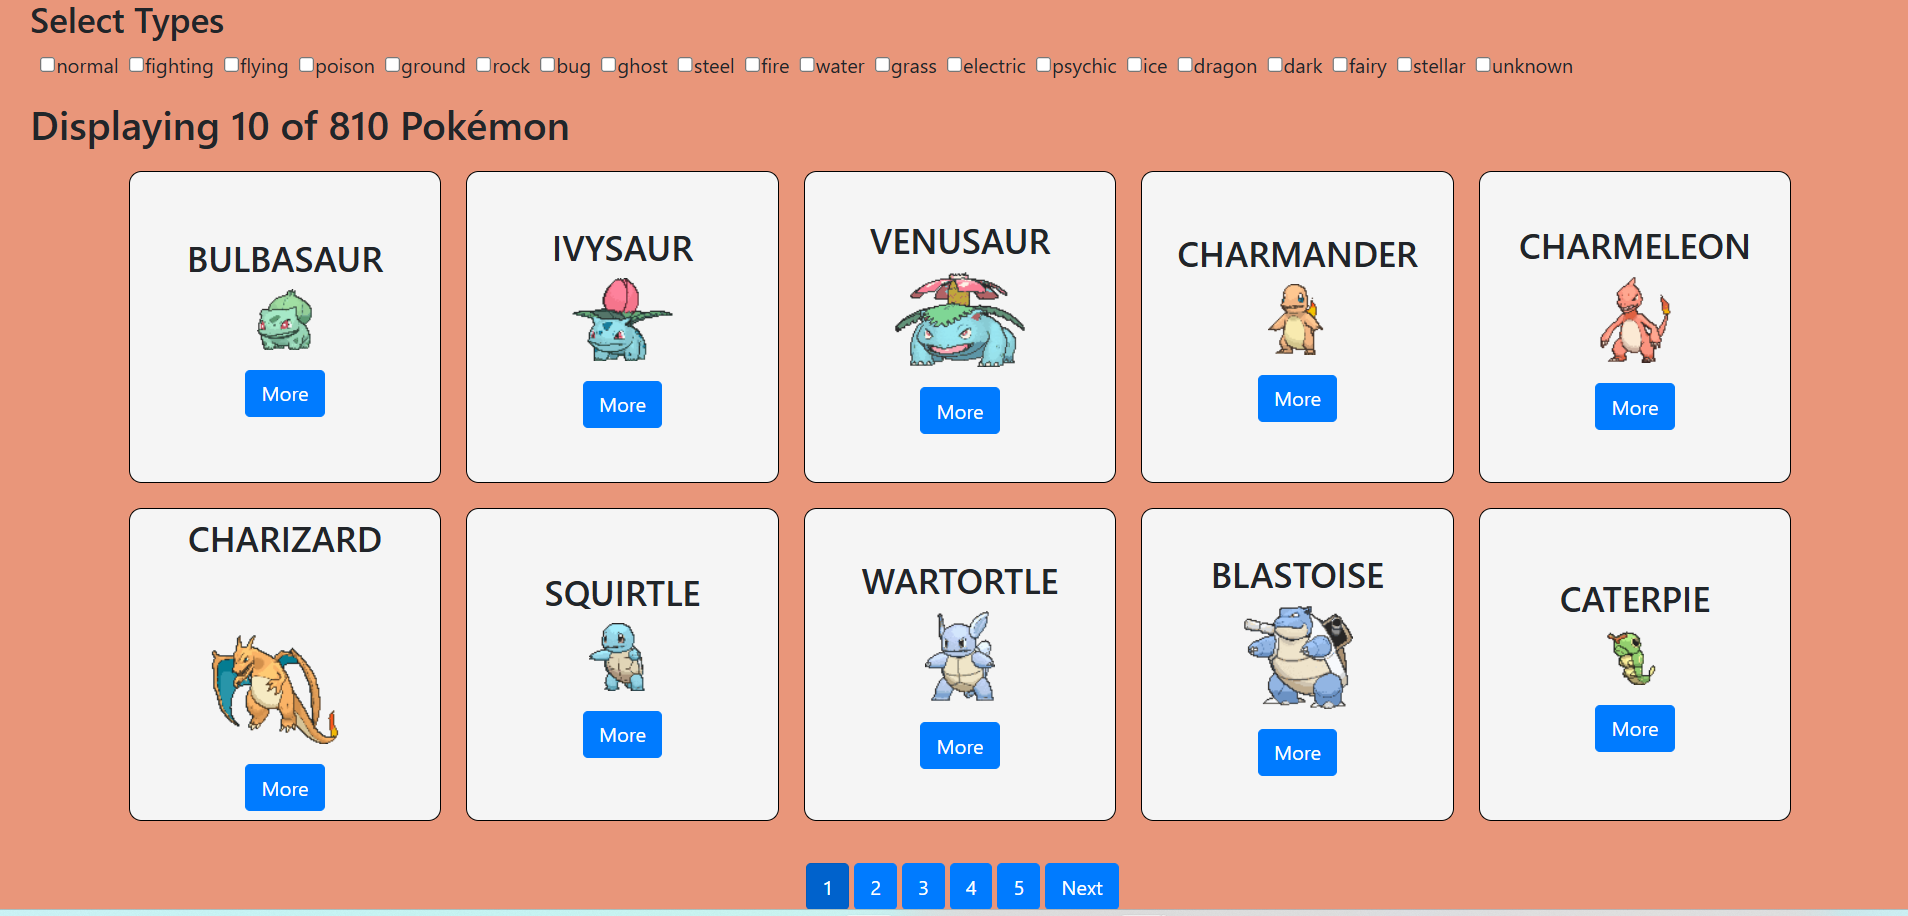 Select Types
normal fighting flying poison ground rock bug ghost steel fire water grass electric psychic ice dragon dark fairy stellar unknown
Displaying 10 of 810 Pokémon
BULBASAUR
More
IVYSAUR
More
VENUSAUR
More
CHARMANDER
More
CHARMELEON
More
CHARIZARD
More
SQUIRTLE
More
WARTORTLE
More
BLASTOISE
More
CATERPIE
More
1 2 3 4 5 Next